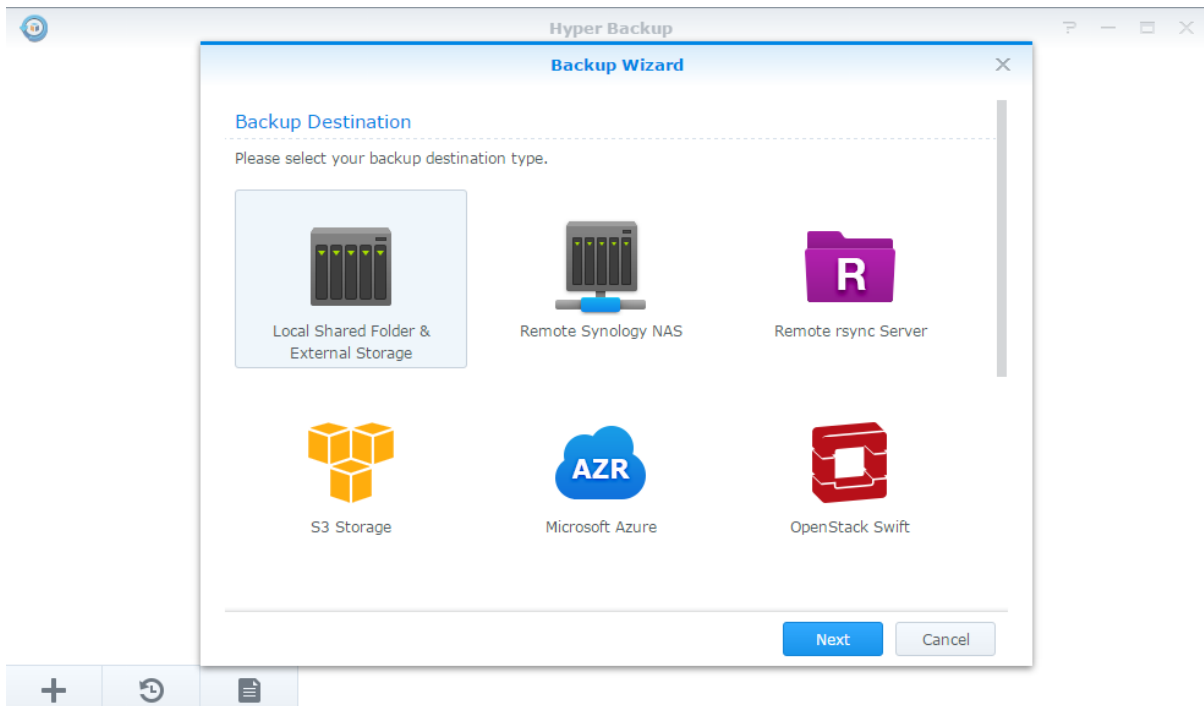 Hyper Backup
Backup Wizard
Backup Destination
Please select your backup destination type.
Local Shared Folder &
External Storage
Remote Synology NAS
R
Remote rsync Server
S3 Storage
AZR
Microsoft Azure
OpenStack Swift
Next
Cancel